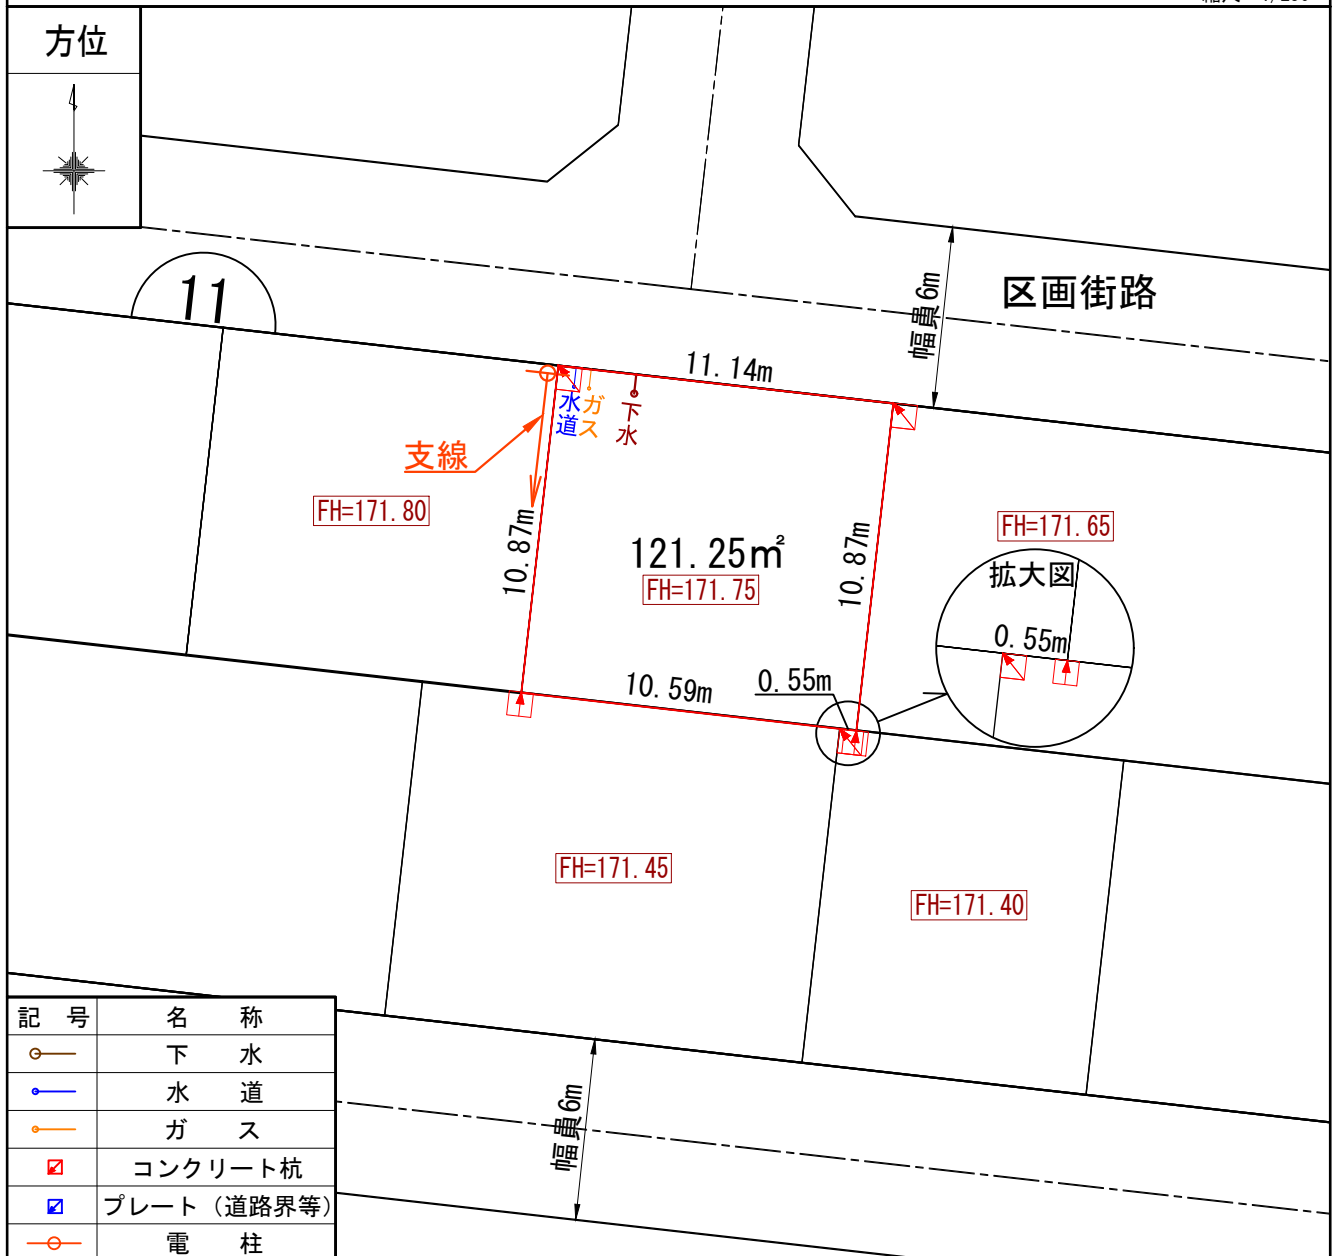 方位
11
区画街路
幅員6m
11.14m
水道
ガス
下水
支線
FH=171.80
10.87m
121.25㎡
FH=171.75
10.87m
FH=171.65
拡大図
0.55m
10.59m
0.55m
FH=171.45
FH=171.40
幅員6m
記 号 名 称
下 水
水 道
ガ ス
コンクリート杭
プレート（道路界等）
電 柱